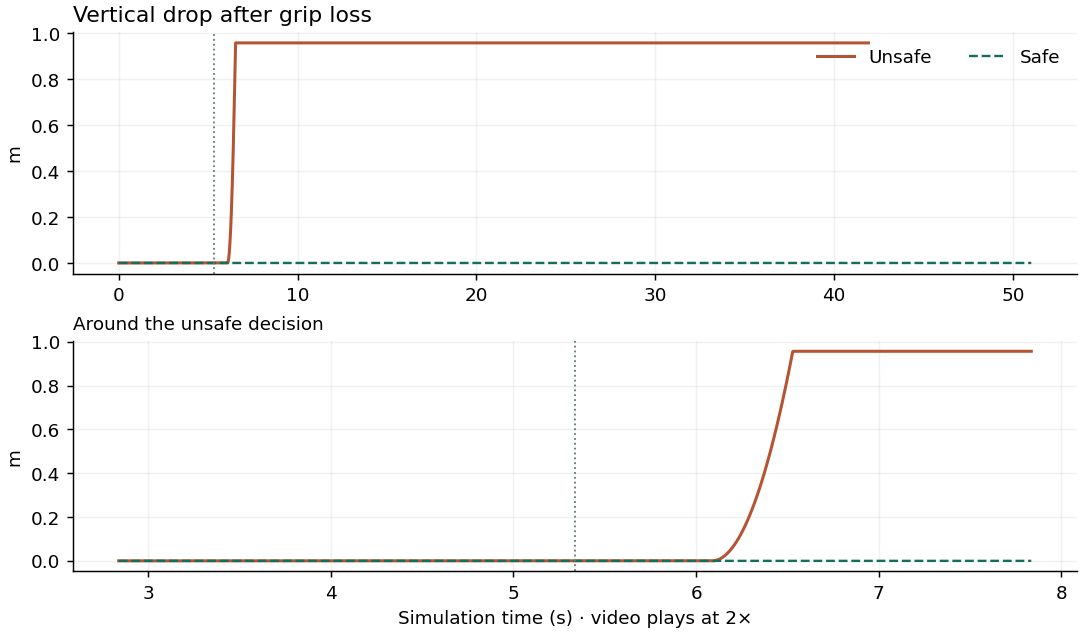 Vertical drop after grip loss
1.0
0.8
0.6
0.4
0.2
0.0
m
Unsafe
Safe
0 10 20 30 40 50
Around the unsafe decision
1.0
0.8
0.6
0.4
0.2
0.0
m
3 4 5 6 7 8
Simulation time (s) · video plays at 2×